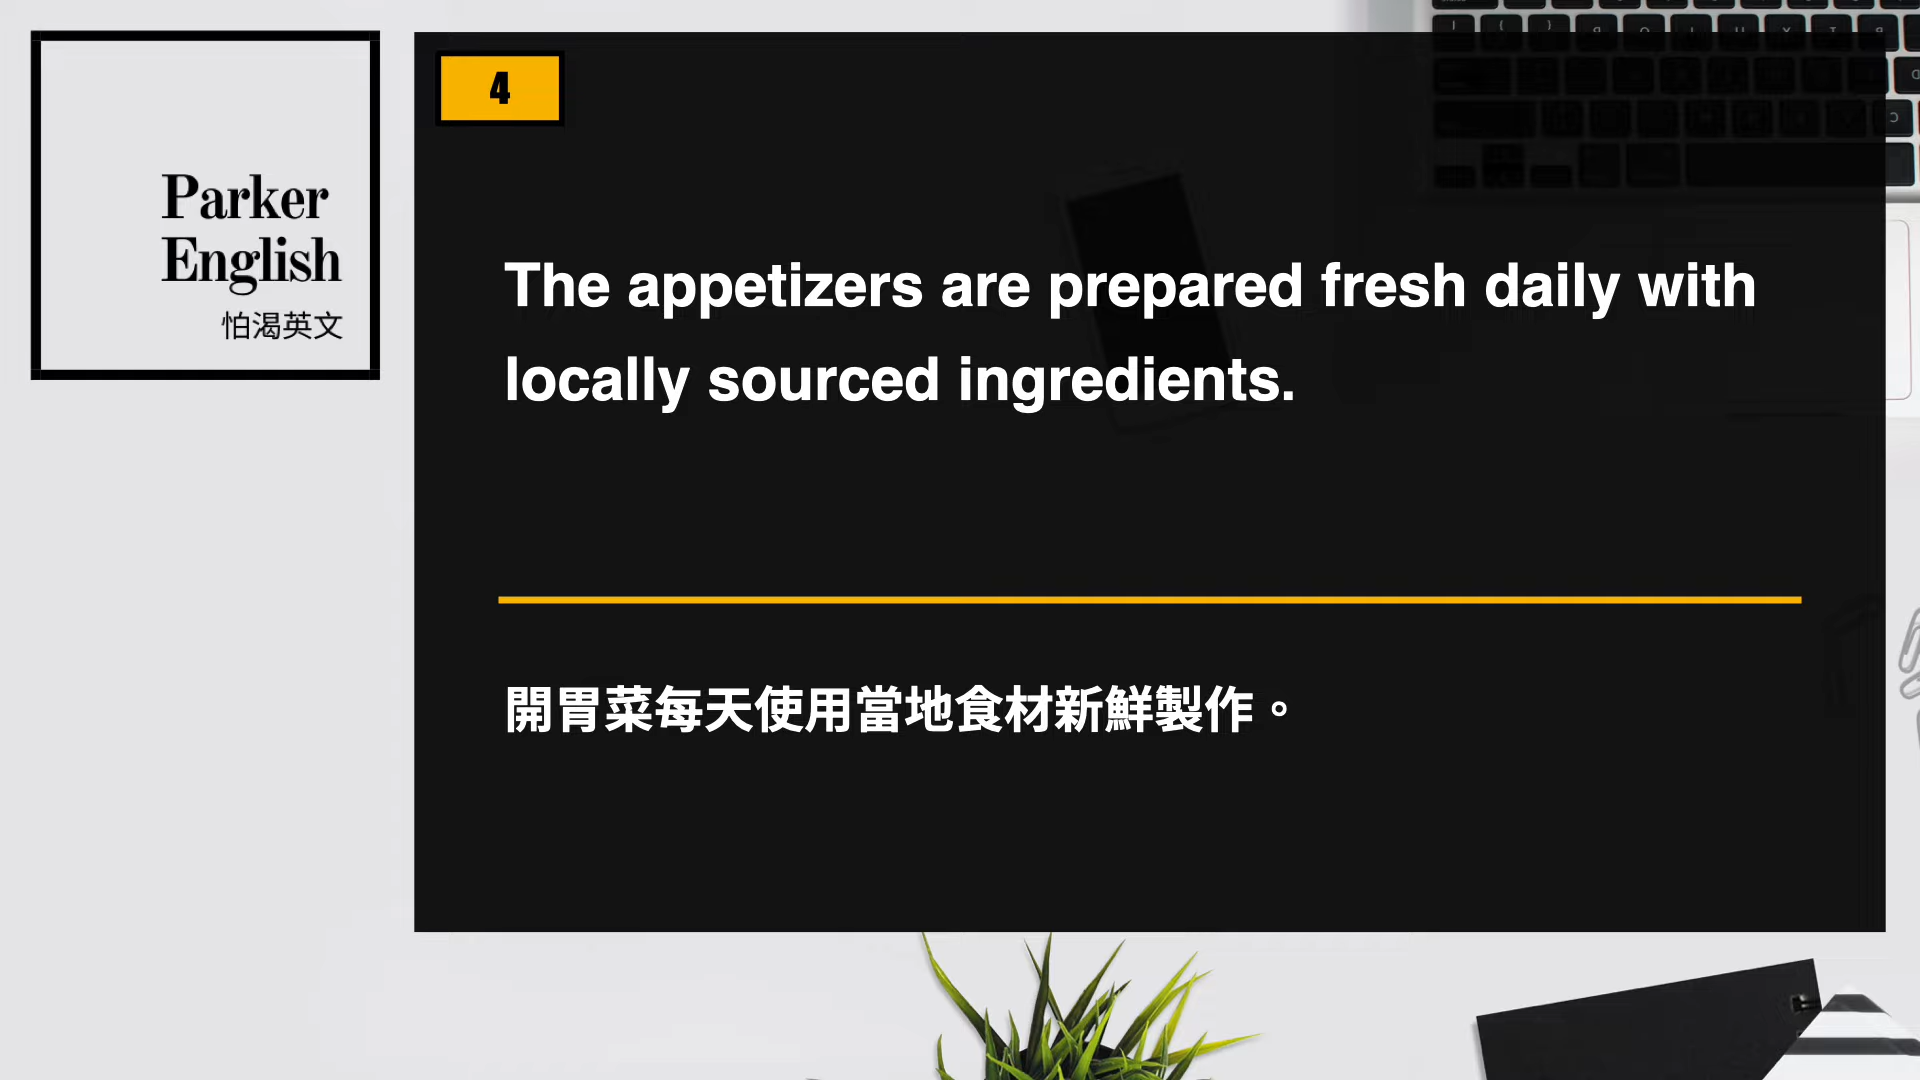 Parker
English
怕渴英文
4
The appetizers are prepared fresh daily with
locally sourced ingredients.
開胃菜每天使用當地食材新鮮製作。